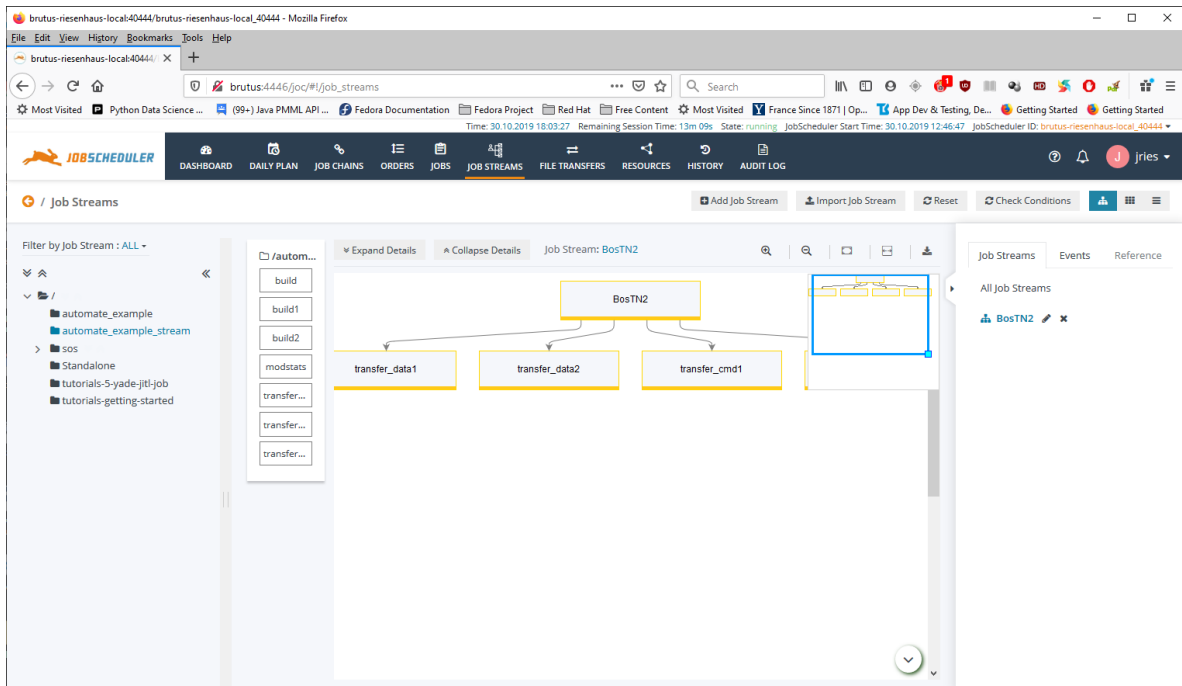 brutus-riesenhaus-local:40444/brutus-riesenhaus-local_40444 - Mozilla Firefox
File Edit View History Bookmarks Tools Help
brutus-riesenhaus-local:40444/
brutus:4446/joc/#!/job_streams
Search
Most Visited Python Data Science ... (99+) Java PMML API ... Fedora Documentation Fedora Project Red Hat Free Content Most Visited France Since 1871 | Op... App Dev & Testing, De... Getting Started Getting Started
Time: 30.10.2019 18:03:27 Remaining Session Time: 13m 09s State: running JobScheduler Start Time: 30.10.2019 12:46:47 JobScheduler ID: brutus-riesenhaus-local_40444
JOBSCHEDULER
DASHBOARD DAILY PLAN JOB CHAINS ORDERS JOBS JOB STREAMS FILE TRANSFERS RESOURCES HISTORY AUDIT LOG
J jries
/ Job Streams
Add Job Stream Import Job Stream Reset Check Conditions
Filter by Job Stream : ALL
/
automate_example
automate_example_stream
sos
Standalone
tutorials-5-yade-jitl-job
tutorials-getting-started
/autom...
build
build1
build2
modstats
transfer...
transfer...
transfer...
Expand Details Collapse Details Job Stream: BosTN2
BosTN2
transfer_data1 transfer_data2 transfer_cmd1
Job Streams Events Reference
All Job Streams
BosTN2